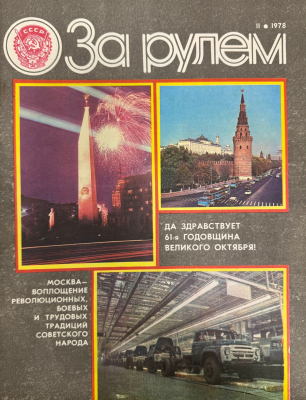 СССР
За рулем
11 • 1978
ДА ЗДРАВСТВУЕТ
61-я ГОДОВЩИНА
ВЕЛИКОГО ОКТЯБРЯ!
МОСКВА—
ВОПЛОЩЕНИЕ
РЕВОЛЮЦИОННЫХ,
БОЕВЫХ
И ТРУДОВЫХ
ТРАДИЦИЙ
СОВЕТСКОГО
НАРОДА